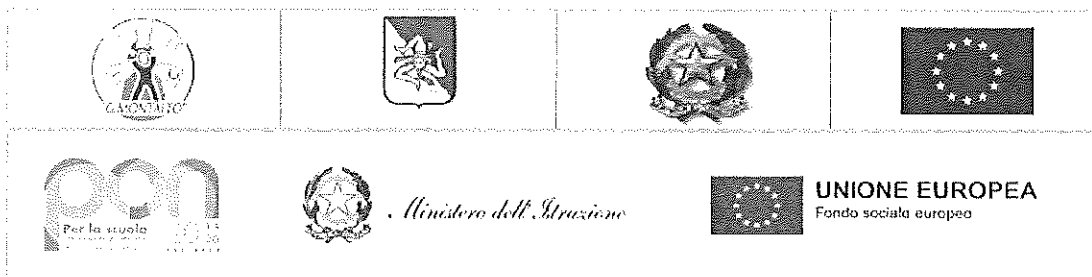 G.MONTALTO
Per la scuola
Ministero dell'Istruzione
UNIONE EUROPEA
Fondo sociale europeo